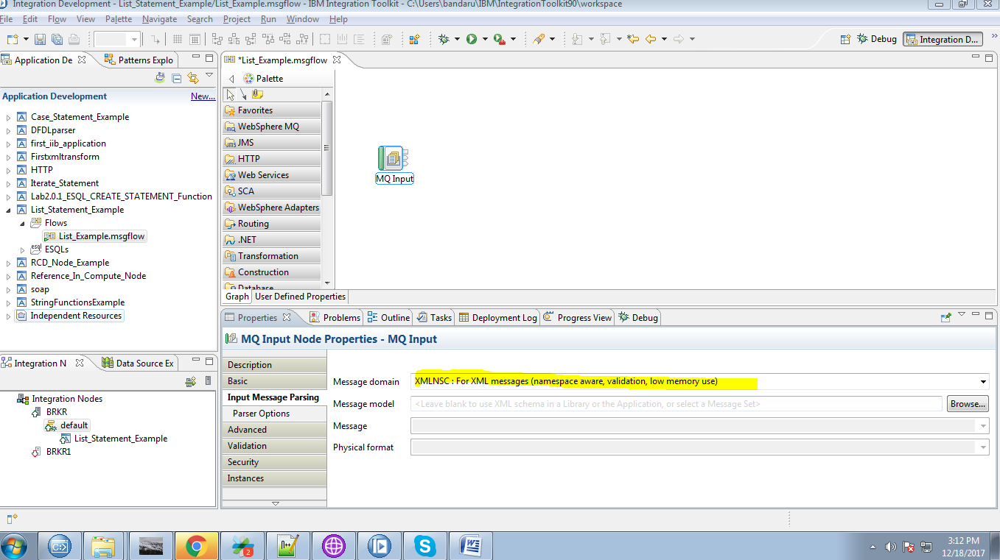 Integration Development - List_Statement_Example/List_Example.msgflow - IBM Integration Toolkit - C:\Users\bandaru\IBM\IntegrationToolkit90\workspace
File Edit Flow View Palette Navigate Search Project Run Window Help
Debug Integration D...
Application De Patterns Explo
Application Development New...
Case_Statement_Example
DFDLparser
first_iib_application
Firstxmltransform
HTTP
Iterate_Statement
Lab2.0.1_ESQL_CREATE_STATEMENT_Function
List_Statement_Example
Flows
List_Example.msgflow
esql ESQLs
RCD_Node_Example
Reference_In_Compute_Node
soap
StringFunctionsExample
Independent Resources
Integration N Data Source Ex
Integration Nodes
BRKR
default
List_Statement_Example
BRKR1
*List_Example.msgflow
Palette
Favorites
WebSphere MQ
JMS
HTTP
Web Services
SCA
WebSphere Adapters
Routing
.NET
Transformation
Construction
Database
MQ Input
Graph User Defined Properties
Properties Problems Outline Tasks Deployment Log Progress View Debug
MQ Input Node Properties - MQ Input
Description
Basic
Input Message Parsing
Parser Options
Advanced
Validation
Security
Instances
Message domain XMLNSC : For XML messages (namespace aware, validation, low memory use)
Message model <Leave blank to use XML schema in a Library or the Application, or select a Message Set> Browse...
Message
Physical format
3:12 PM
12/18/2017